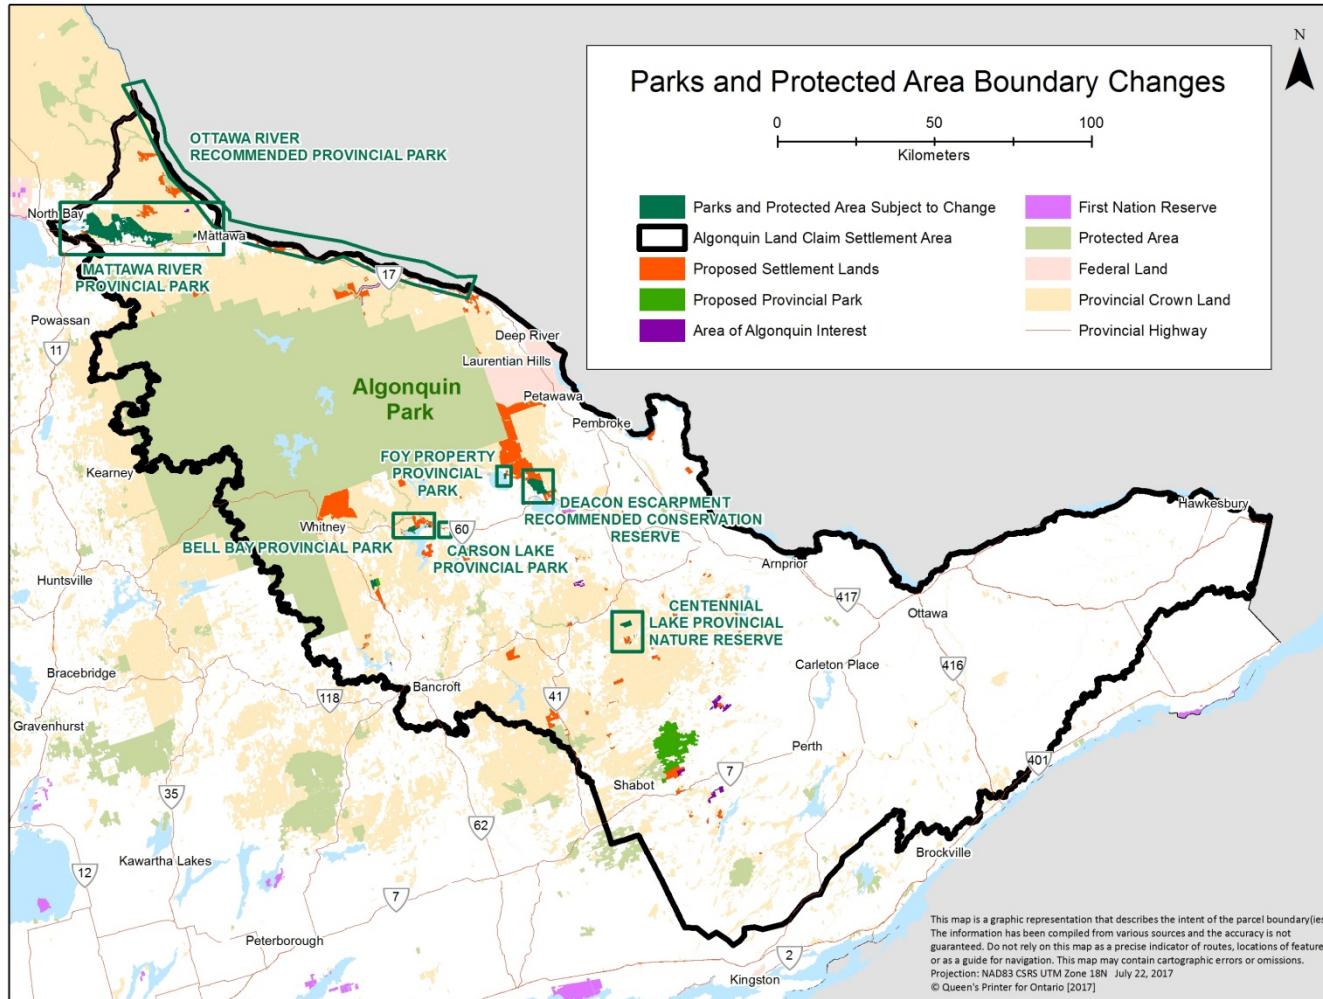 N
Parks and Protected Area Boundary Changes
0
50
100
Kilometers
Parks and Protected Area Subject to Change
Algonquin Land Claim Settlement Area
Proposed Settlement Lands
Proposed Provincial Park
Area of Algonquin Interest
First Nation Reserve
Protected Area
Federal Land
Provincial Crown Land
Provincial Highway
OTTAWA RIVER
RECOMMENDED PROVINCIAL PARK
North Bay
Mattawa
MATTAWA RIVER
PROVINCIAL PARK
17
Powassan
11
Deep River
Laurentian Hills
Algonquin
Park
Petawawa
Pembroke
Kearney
FOY PROPERTY
PROVINCIAL
PARK
DEACON ESCARPMENT
RECOMMENDED CONSERVATION
RESERVE
Whitney
60
BELL BAY PROVINCIAL PARK
CARSON LAKE
PROVINCIAL PARK
Hawkesbury
Huntsville
Arnprior
417
Ottawa
CENTENNIAL
LAKE PROVINCIAL
NATURE RESERVE
Carleton Place
416
Bracebridge
118
Bancroft
41
Gravenhurst
Perth
401
Shabot
7
35
62
Kawartha Lakes
12
Brockville
7
Peterborough
2
Kingston
This map is a graphic representation that describes the intent of the parcel boundary(ies
The information has been compiled from various sources and the accuracy is not
guaranteed. Do not rely on this map as a precise indicator of routes, locations of feature
or as a guide for navigation. This map may contain cartographic errors or omissions.
Projection: NAD83 CSRS UTM Zone 18N July 22, 2017
© Queen's Printer for Ontario [2017]